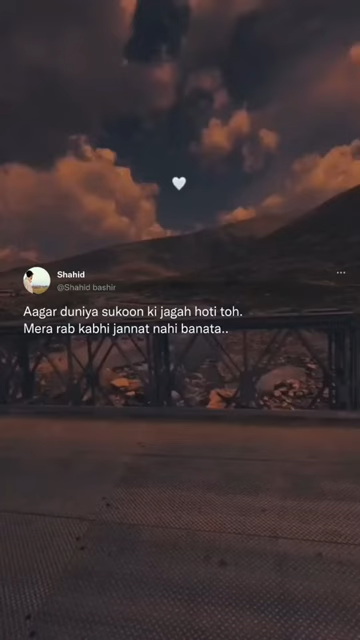 Shahid
@Shahid bashir
Aagar duniya sukoon ki jagah hoti toh.
Mera rab kabhi jannat nahi banata..